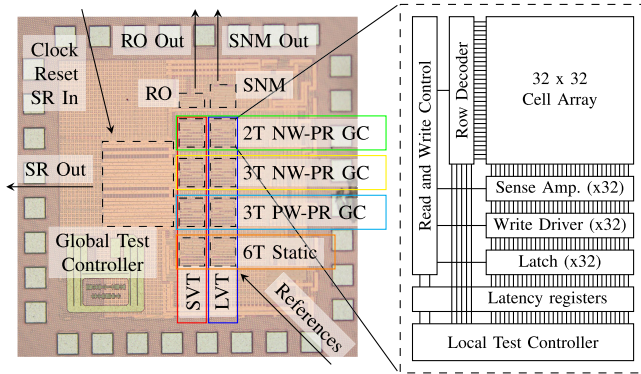 Clock
Reset
SR In
RO Out
SNM Out
RO
SNM
2T NW-PR GC
3T NW-PR GC
3T PW-PR GC
6T Static
SR Out
Global Test
Controller
SVT
LVT
References
Read and Write Control
Row Decoder
32 x 32
Cell Array
Sense Amp. (x32)
Write Driver (x32)
Latch (x32)
Latency registers
Local Test Controller